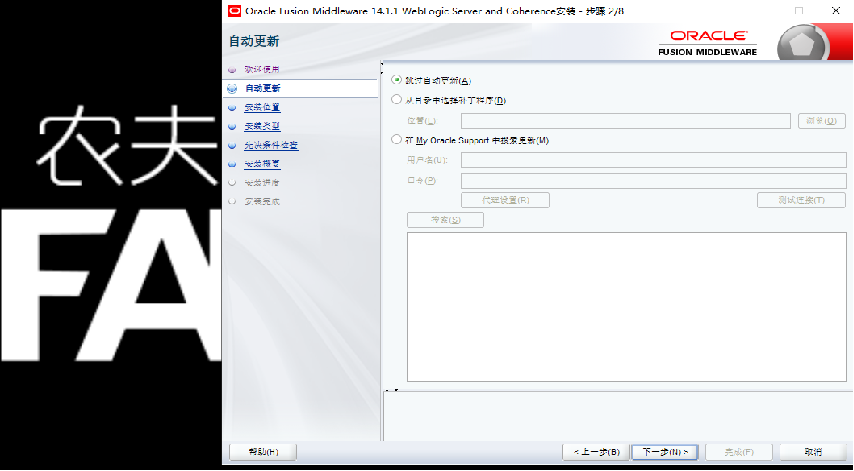 Oracle Fusion Middleware 14.1.1 WebLogic Server and Coherence安装 - 步骤 2/8
自动更新
ORACLE
FUSION MIDDLEWARE
欢迎使用
自动更新
安装位置
安装类型
先决条件检查
安装概要
安装进度
安装完成
跳过自动更新(A)
从目录中选择补丁程序(D)
位置(L)
浏览(O)
在 My Oracle Support 中搜索更新(M)
用户名(U):
口令(P)
代理设置(R)
测试连接(T)
搜索(S)
农夫
FA
帮助(H)
< 上一步(B)
下一步(N) >
完成(F)
取消